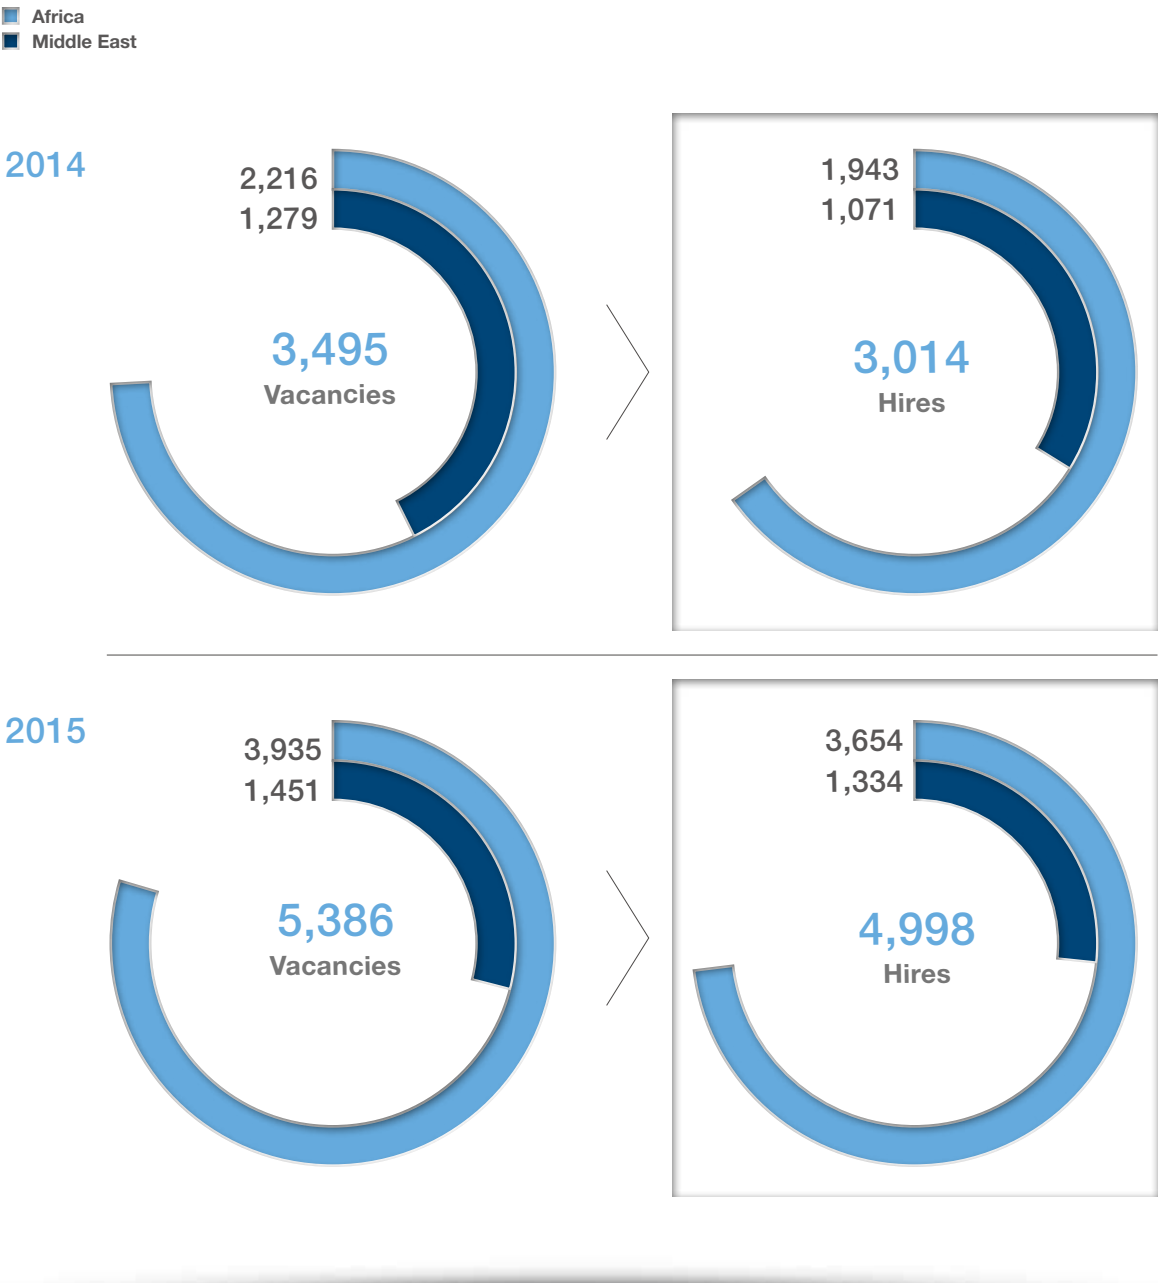 Africa
Middle East
2014
2,216
1,279
3,495
Vacancies
1,943
1,071
3,014
Hires
2015
3,935
1,451
5,386
Vacancies
3,654
1,334
4,998
Hires